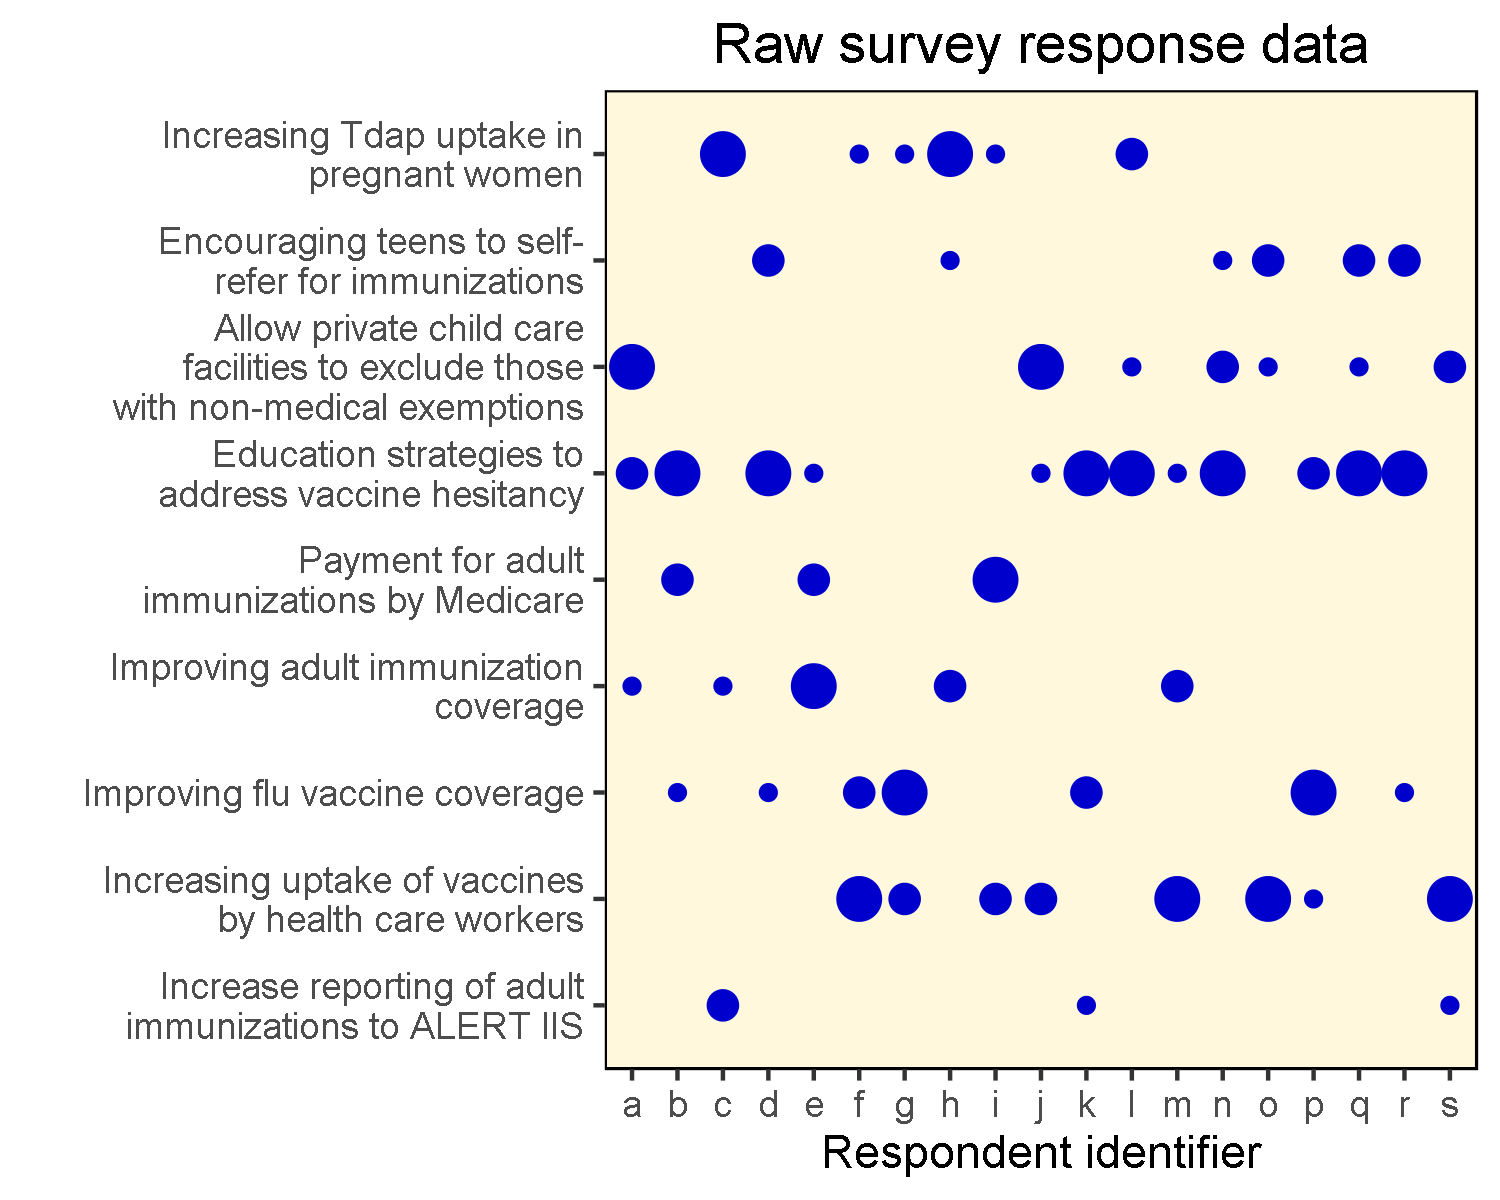 Raw survey response data
Increasing Tdap uptake in
pregnant women
Encouraging teens to self-
refer for immunizations
Allow private child care
facilities to exclude those
with non-medical exemptions
Education strategies to
address vaccine hesitancy
Payment for adult
immunizations by Medicare
Improving adult immunization
coverage
Improving flu vaccine coverage
Increasing uptake of vaccines
by health care workers
Increase reporting of adult
immunizations to ALERT IIS
a b c d e f g h i j k l m n o p q r s
Respondent identifier